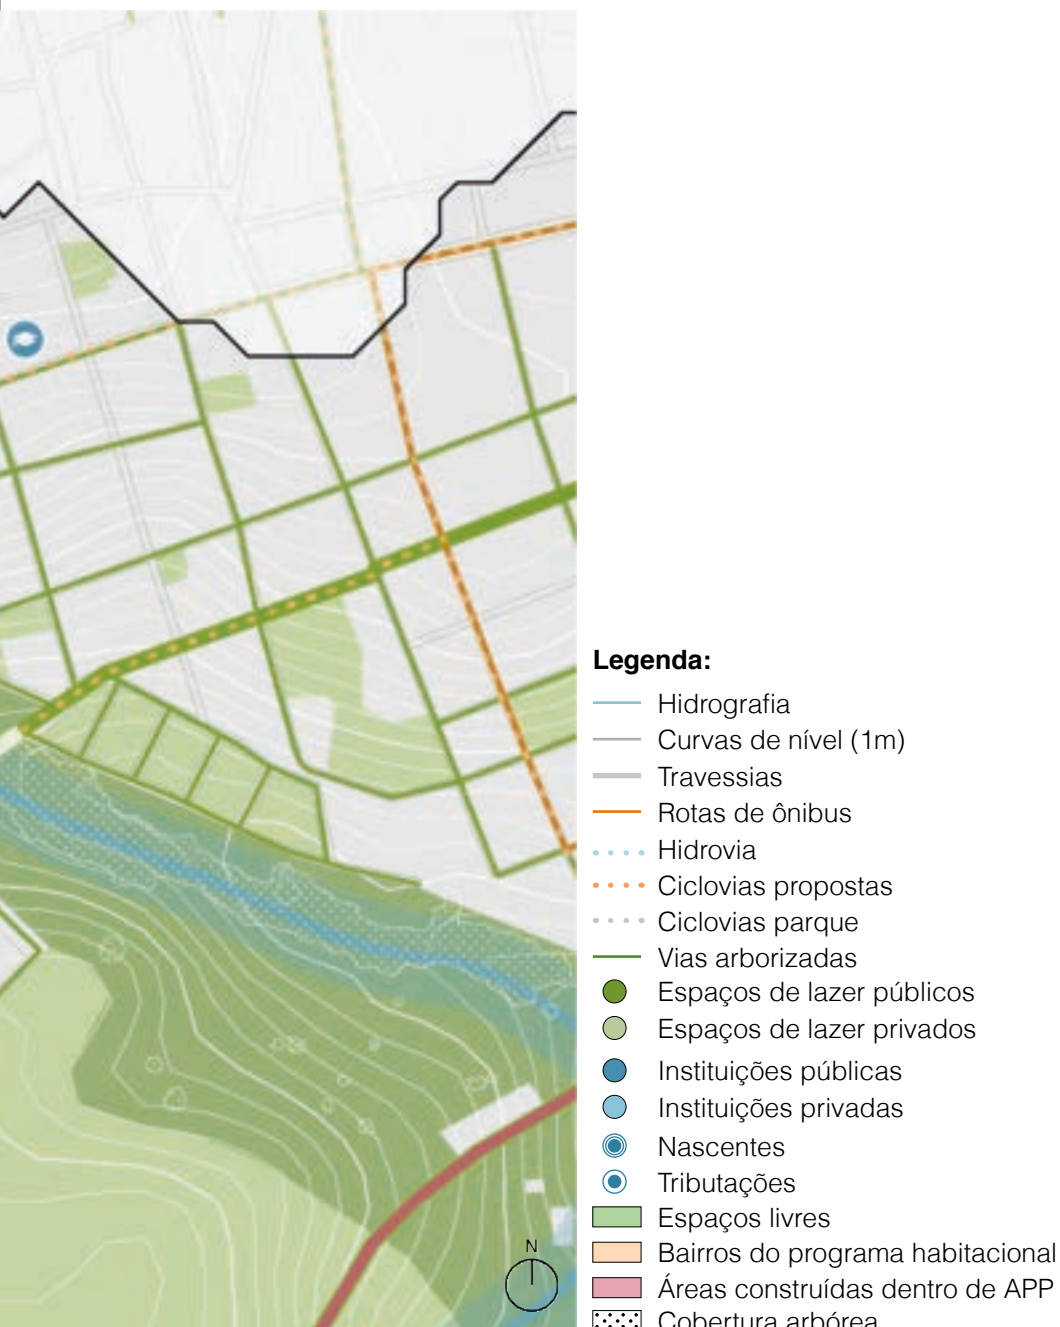 Legenda:
Hidrografia
Curvas de nível (1m)
Travessias
Rotas de ônibus
Hidrovia
Ciclovias propostas
Ciclovias parque
Vias arborizadas
Espaços de lazer públicos
Espaços de lazer privados
Instituições públicas
Instituições privadas
Nascentes
Tributações
Espaços livres
Bairros do programa habitacional
Áreas construídas dentro de APP
Cobertura arbórea
N